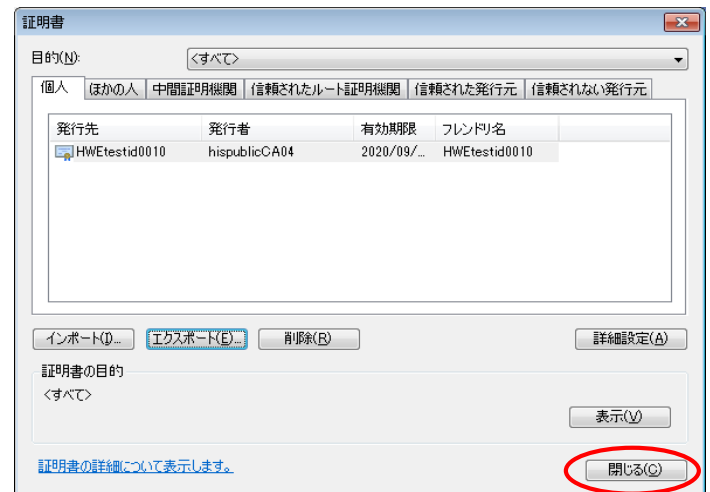 証明書
目的(N): <すべて>
個人 ほかの人 中間証明機関 信頼されたルート証明機関 信頼された発行元 信頼されない発行元
発行先 発行者 有効期限 フレンドリ名
HWEtestid0010 hispublicCA04 2020/09/... HWEtestid0010
インポート(I)... エクスポート(E)... 削除(R) 詳細設定(A)
証明書の目的
<すべて>
表示(V)
証明書の詳細について表示します。
閉じる(C)